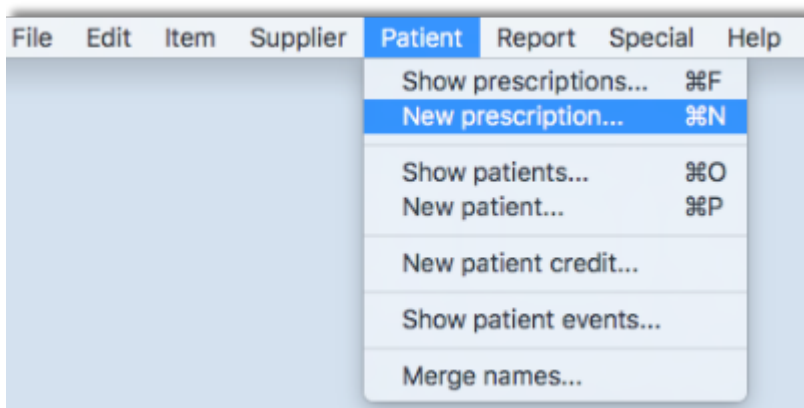 File Edit Item Supplier Patient Report Special Help
Show prescriptions... ⌘F
New prescription... ⌘N
Show patients... ⌘O
New patient... ⌘P
New patient credit...
Show patient events...
Merge names...